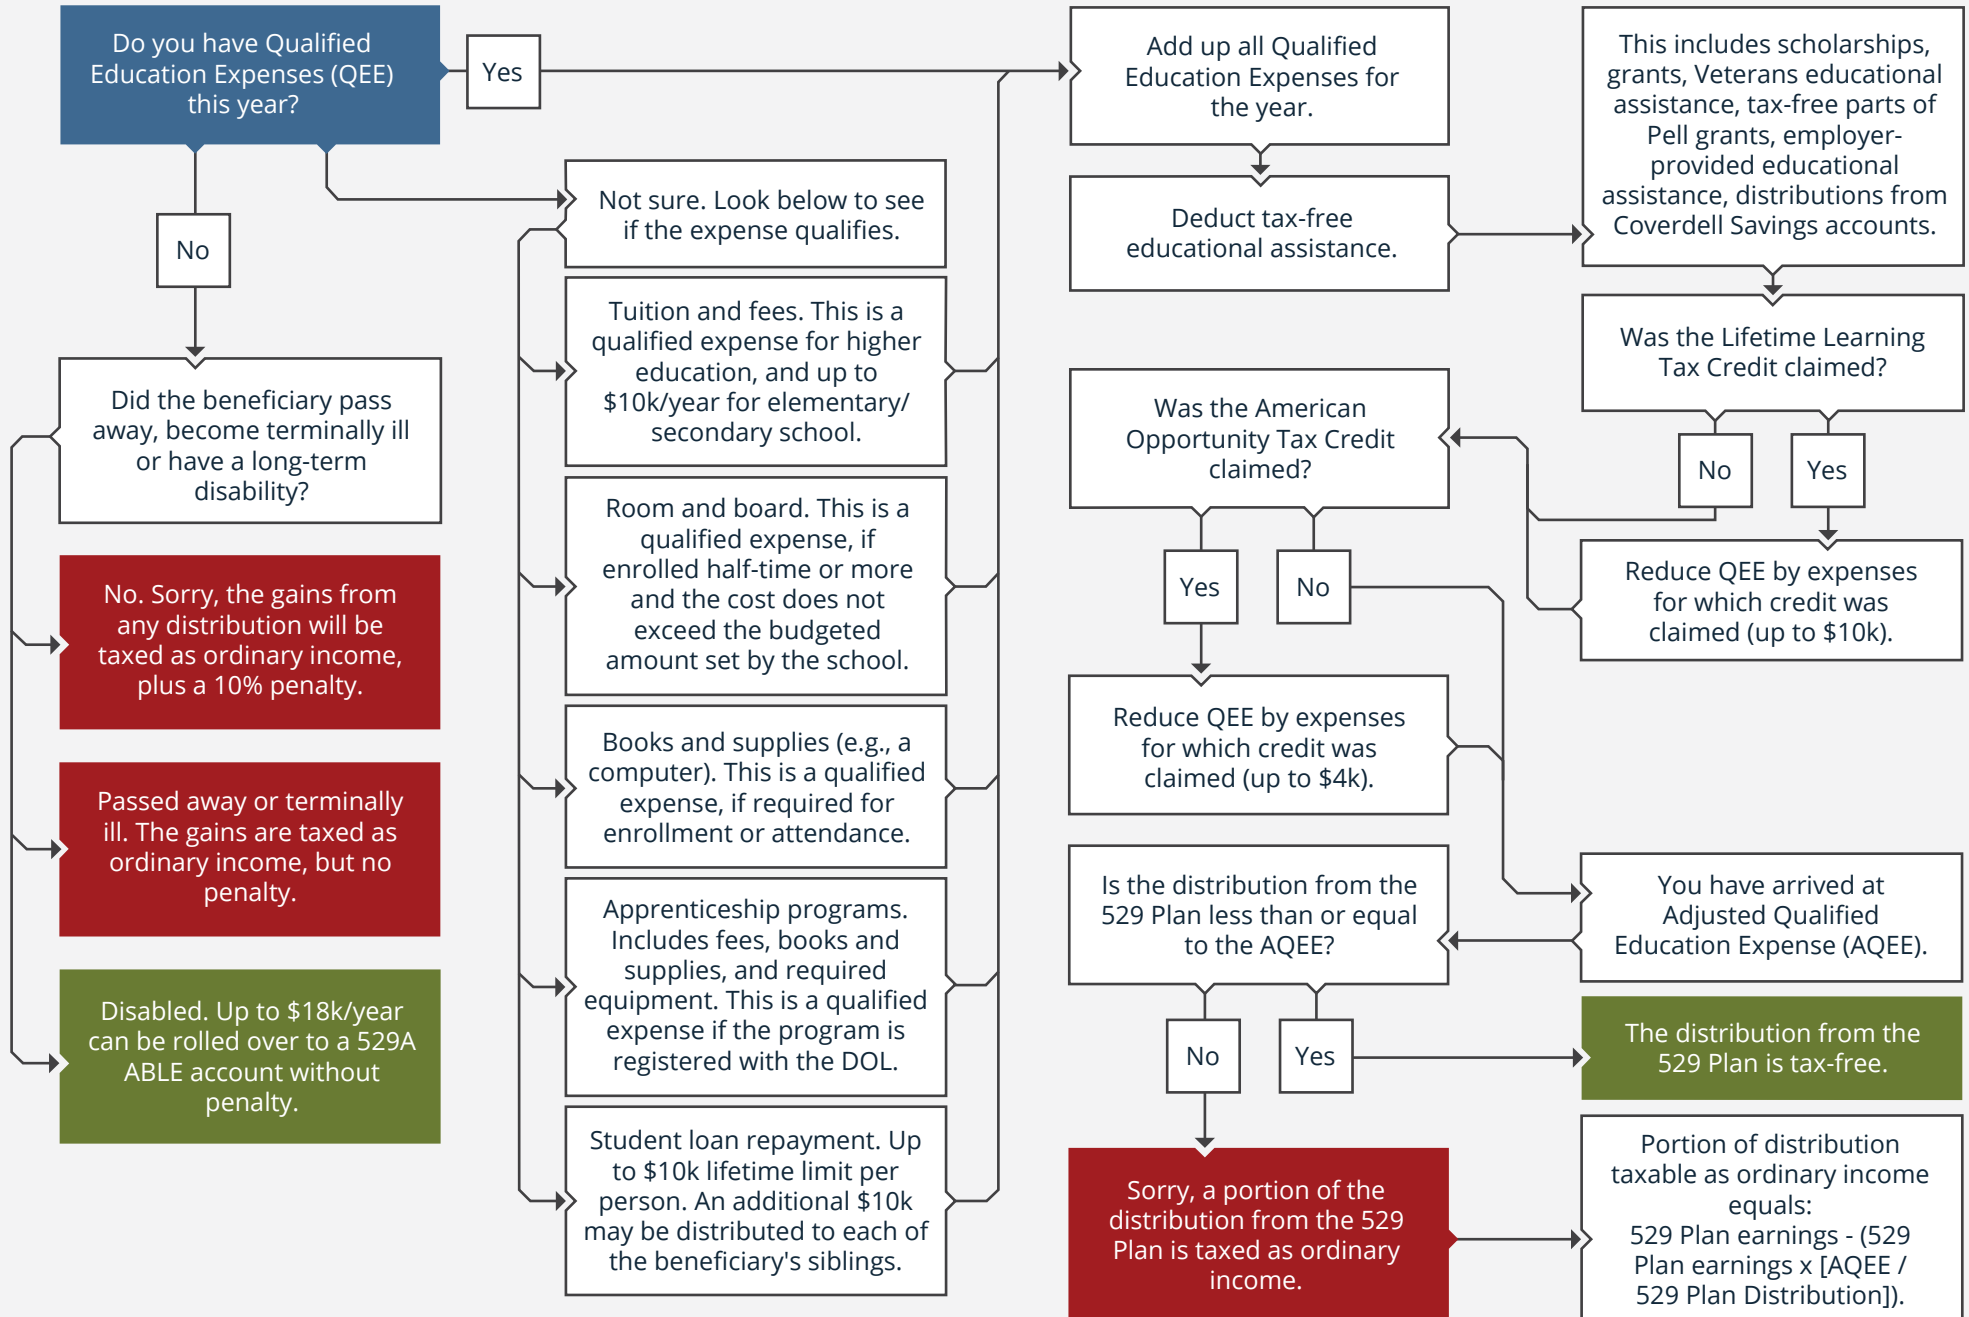 Do you have Qualified
Education Expenses (QEE)
this year?
Yes
No
Did the beneficiary pass
away, become terminally ill
or have a long-term
disability?
No. Sorry, the gains from
any distribution will be
taxed as ordinary income,
plus a 10% penalty.
Passed away or terminally
ill. The gains are taxed as
ordinary income, but no
penalty.
Disabled. Up to $18k/year
can be rolled over to a 529A
ABLE account without
penalty.
Not sure. Look below to see
if the expense qualifies.
Tuition and fees. This is a
qualified expense for higher
education, and up to
$10k/year for elementary/
secondary school.
Room and board. This is a
qualified expense, if
enrolled half-time or more
and the cost does not
exceed the budgeted
amount set by the school.
Books and supplies (e.g., a
computer). This is a qualified
expense, if required for
enrollment or attendance.
Apprenticeship programs.
Includes fees, books and
supplies, and required
equipment. This is a qualified
expense if the program is
registered with the DOL.
Student loan repayment. Up
to $10k lifetime limit per
person. An additional $10k
may be distributed to each of
the beneficiary's siblings.
Add up all Qualified
Education Expenses for
the year.
Deduct tax-free
educational assistance.
This includes scholarships,
grants, Veterans educational
assistance, tax-free parts of
Pell grants, employer-
provided educational
assistance, distributions from
Coverdell Savings accounts.
Was the Lifetime Learning
Tax Credit claimed?
No
Yes
Reduce QEE by expenses
for which credit was
claimed (up to $10k).
Was the American
Opportunity Tax Credit
claimed?
Yes
No
Reduce QEE by expenses
for which credit was
claimed (up to $4k).
You have arrived at
Adjusted Qualified
Education Expense (AQEE).
Is the distribution from the
529 Plan less than or equal
to the AQEE?
No
Yes
The distribution from the
529 Plan is tax-free.
Sorry, a portion of the
distribution from the 529
Plan is taxed as ordinary
income.
Portion of distribution
taxable as ordinary income
equals:
529 Plan earnings - (529
Plan earnings x [AQEE /
529 Plan Distribution]).